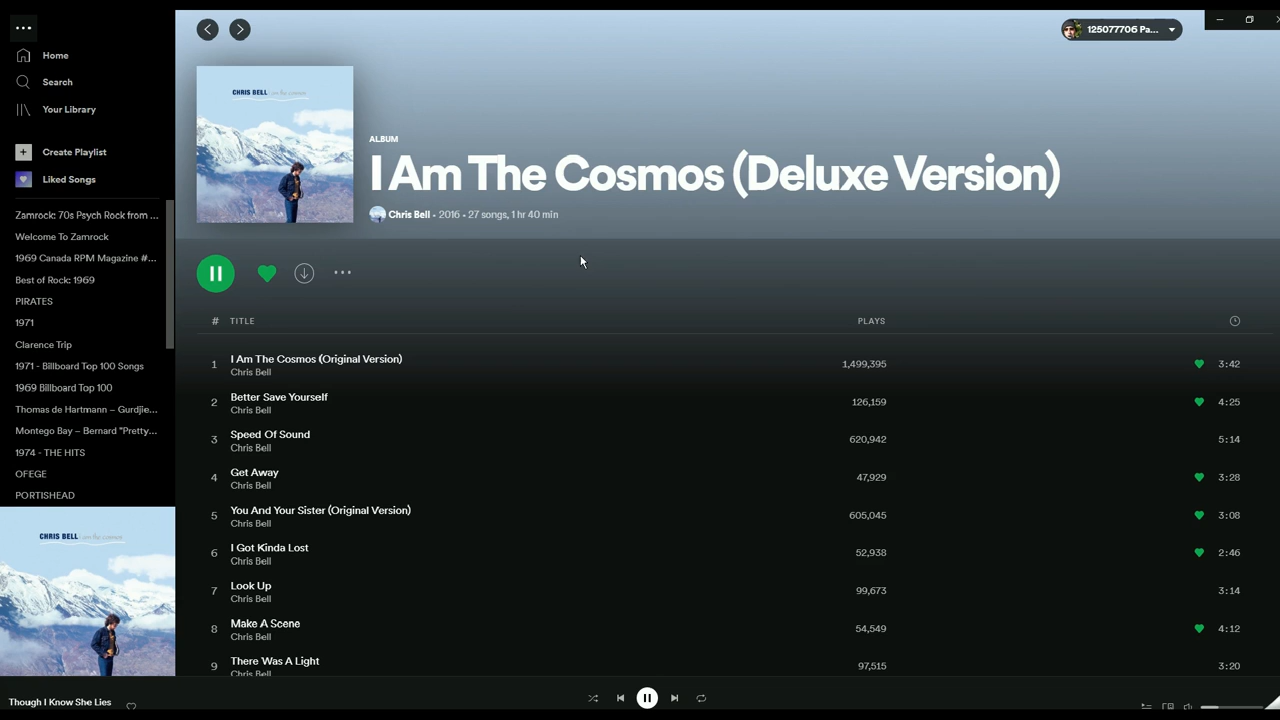 Home
Search
Your Library
Create Playlist
Liked Songs
Zamrock: 70s Psych Rock from ...
Welcome To Zamrock
1969 Canada RPM Magazine #...
Best of Rock: 1969
PIRATES
1971
Clarence Trip
1971 - Billboard Top 100 Songs
1969 Billboard Top 100
Thomas de Hartmann – Gurdjie...
Montego Bay – Bernard "Pretty...
1974 - THE HITS
OFEGE
PORTISHEAD
CHRIS BELL I am the cosmos
Though I Know She Lies
125077706 Pa...
CHRIS BELL I am the cosmos
ALBUM
I Am The Cosmos (Deluxe Version)
Chris Bell • 2016 • 27 songs, 1 hr 40 min
# TITLE PLAYS
1 I Am The Cosmos (Original Version) 1,499,395 3:42
Chris Bell
2 Better Save Yourself 126,159 4:25
Chris Bell
3 Speed Of Sound 620,942 5:14
Chris Bell
4 Get Away 47,929 3:28
Chris Bell
5 You And Your Sister (Original Version) 605,045 3:08
Chris Bell
6 I Got Kinda Lost 52,938 2:46
Chris Bell
7 Look Up 99,673 3:14
Chris Bell
8 Make A Scene 54,549 4:12
Chris Bell
9 There Was A Light 97,515 3:20
Chris Bell